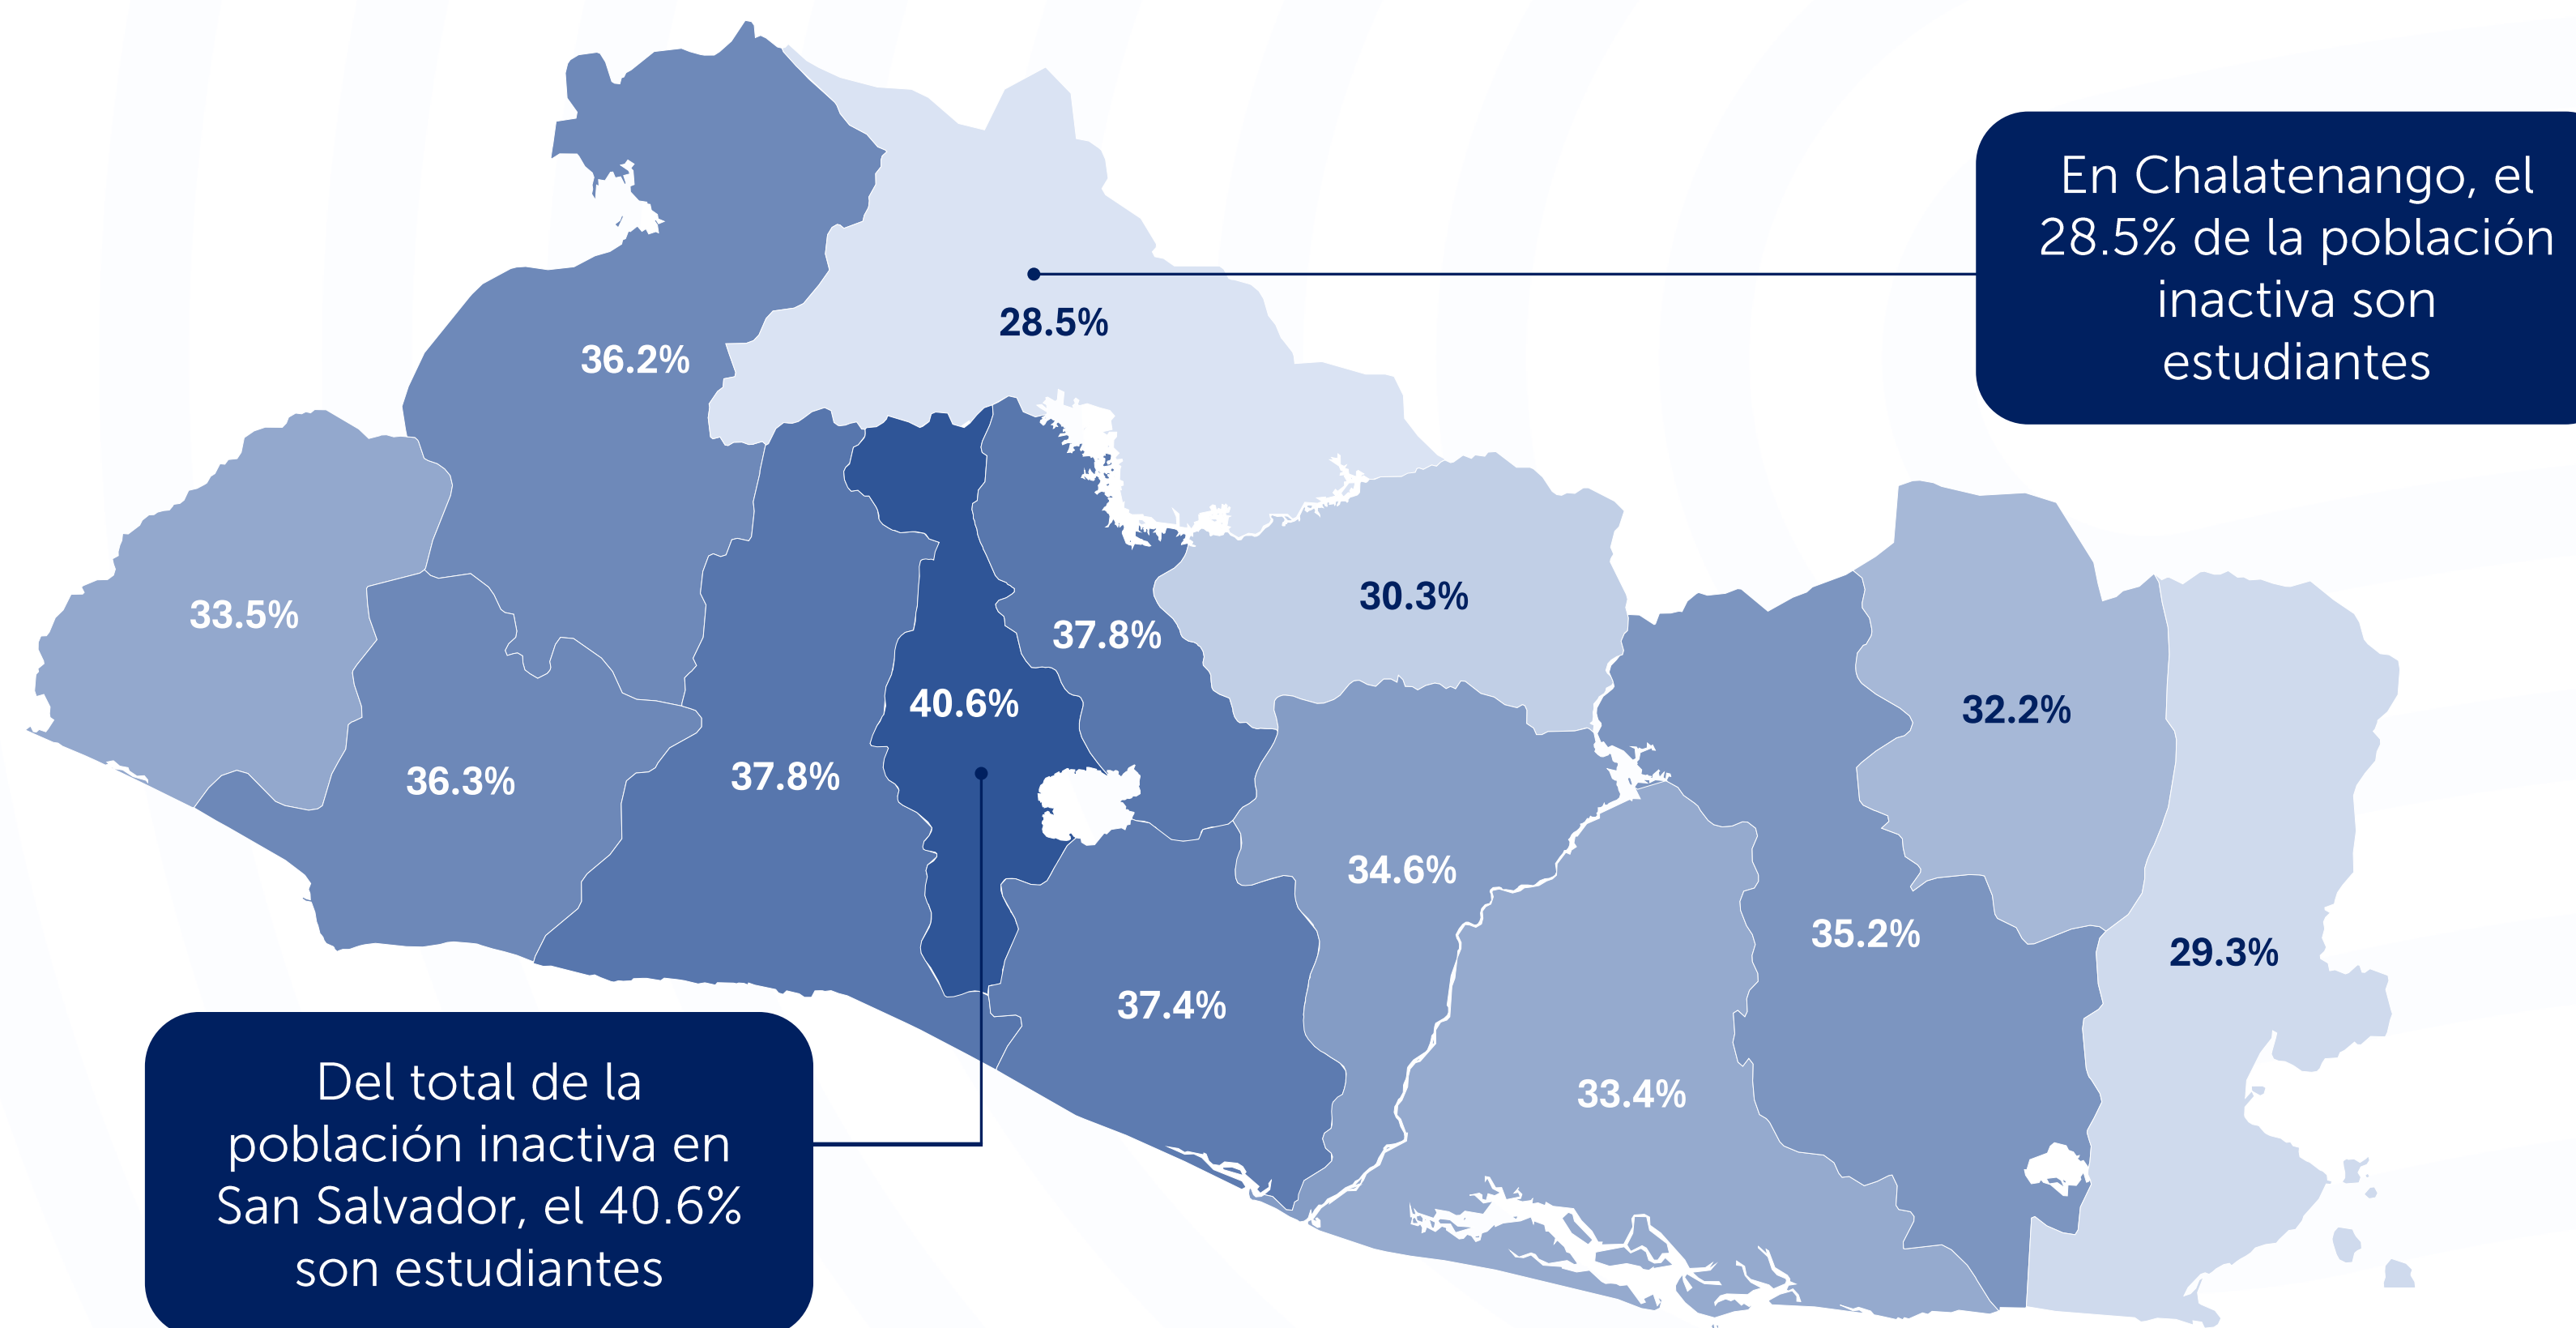 En Chalatenango, el
28.5% de la población
inactiva son
estudiantes
28.5%
36.2%
30.3%
33.5%
37.8%
40.6%
32.2%
36.3%
37.8%
34.6%
35.2%
29.3%
37.4%
33.4%
Del total de la
población inactiva en
San Salvador, el 40.6%
son estudiantes